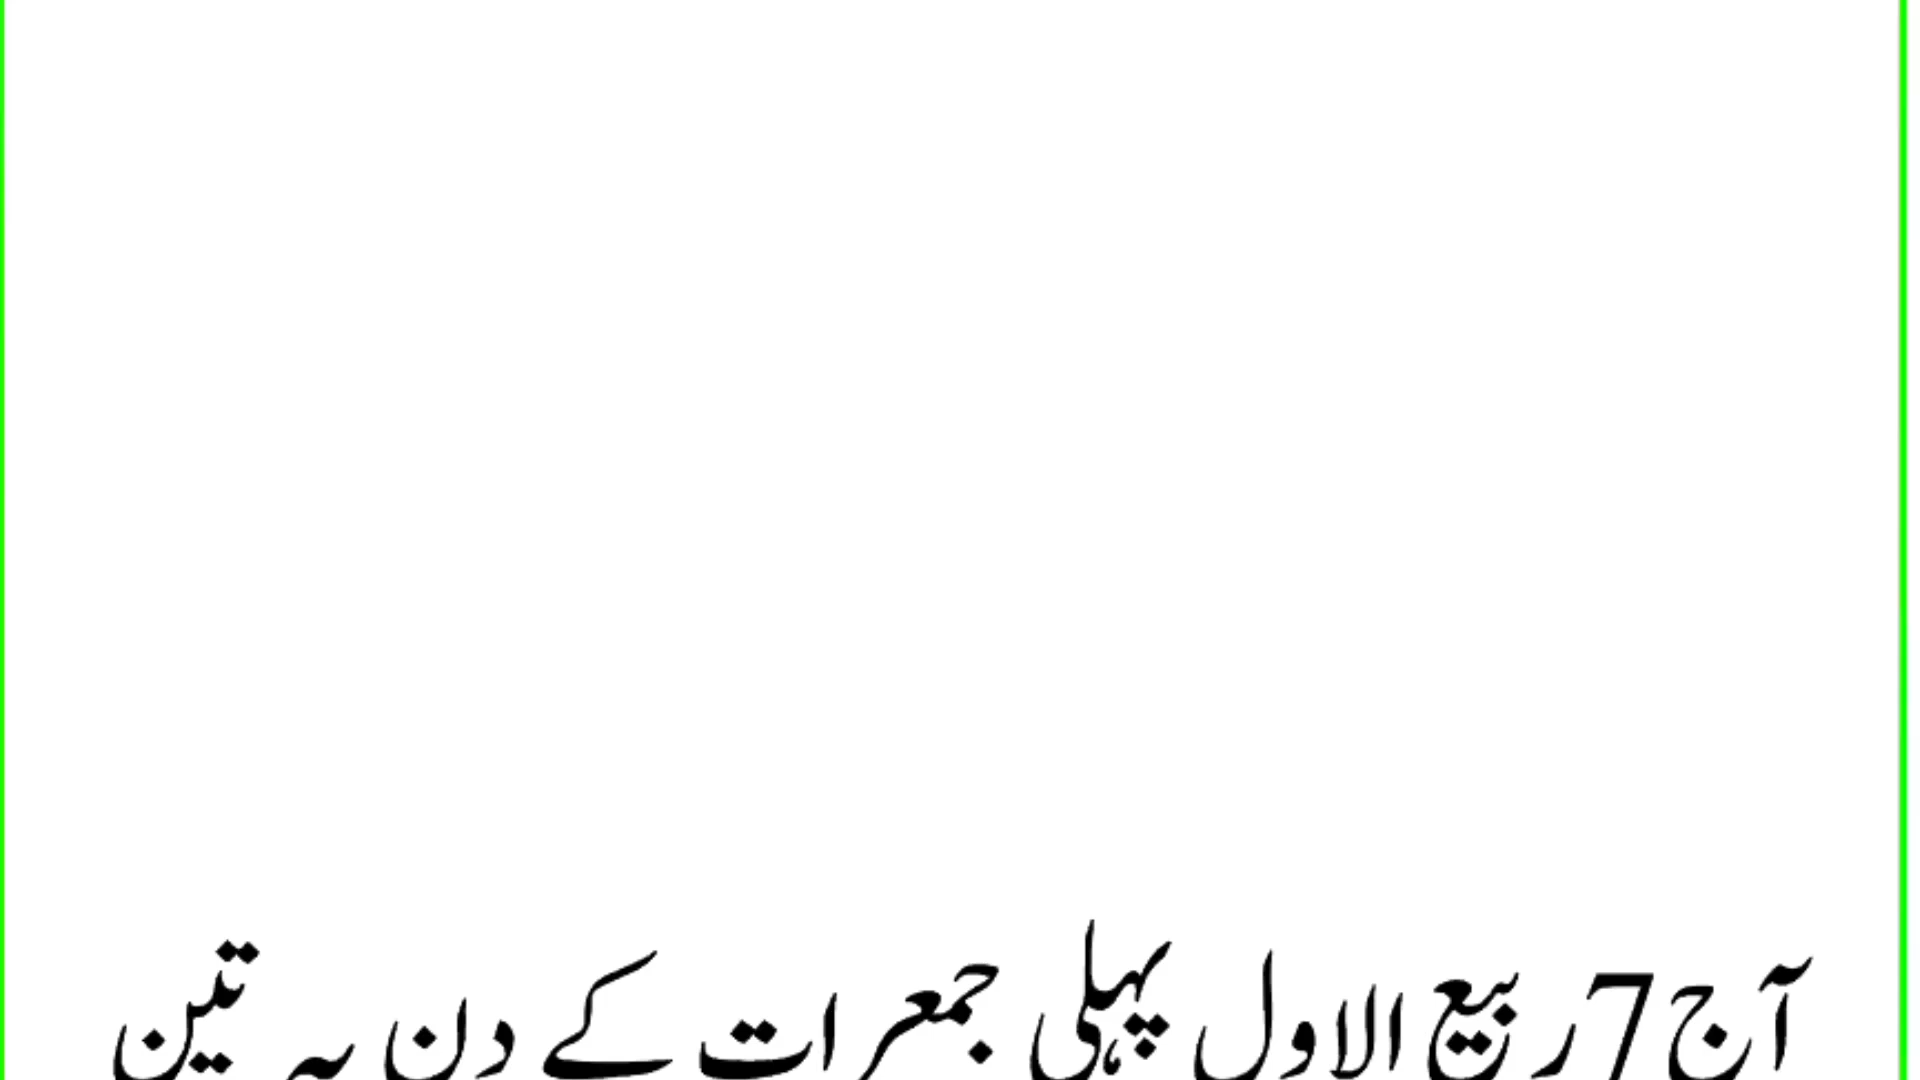 آج 7 ربیع الاول پہلی جمعرات کے دن یہ تین